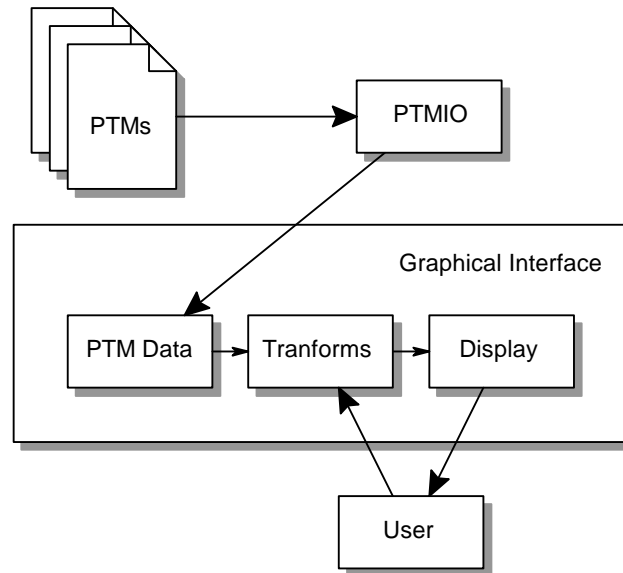 PTMs
PTMIO
Graphical Interface
PTM Data
Tranforms
Display
User